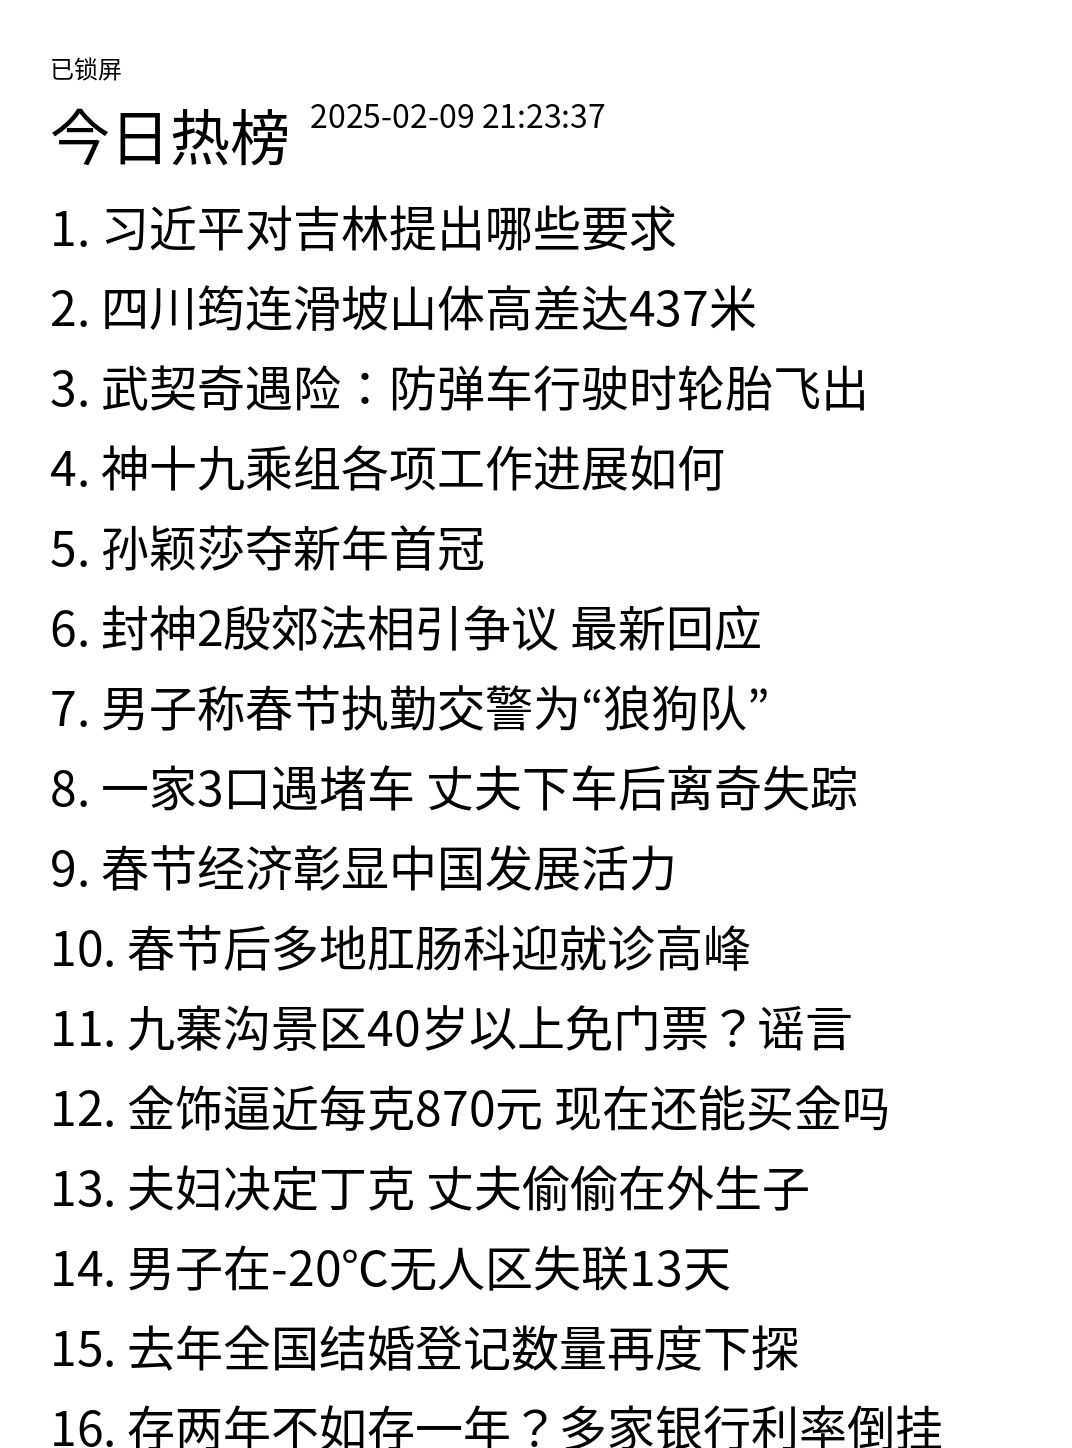 已锁屏
今日热榜 2025-02-09 21:23:37
1. 习近平对吉林提出哪些要求
2. 四川筠连滑坡山体高差达437米
3. 武契奇遇险：防弹车行驶时轮胎飞出
4. 神十九乘组各项工作进展如何
5. 孙颖莎夺新年首冠
6. 封神2殷郊法相引争议 最新回应
7. 男子称春节执勤交警为“狼狗队”
8. 一家3口遇堵车 丈夫下车后离奇失踪
9. 春节经济彰显中国发展活力
10. 春节后多地肛肠科迎就诊高峰
11. 九寨沟景区40岁以上免门票？谣言
12. 金饰逼近每克870元 现在还能买金吗
13. 夫妇决定丁克 丈夫偷偷在外生子
14. 男子在-20℃无人区失联13天
15. 去年全国结婚登记数量再度下探
16. 存两年不如存一年？多家银行利率倒挂